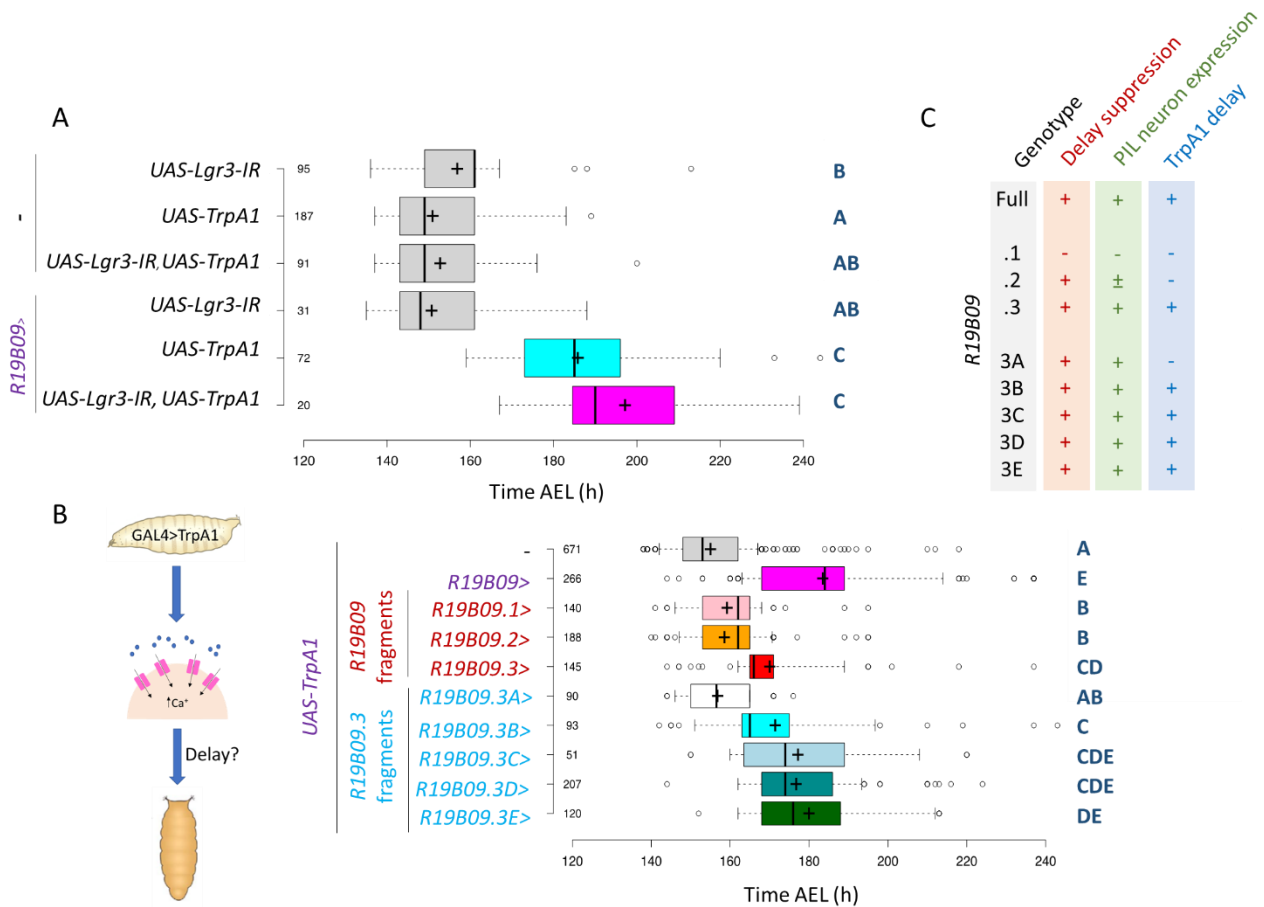 A
-
UAS-Lgr3-IR 95 B
UAS-TrpA1 187 A
UAS-Lgr3-IR, UAS-TrpA1 91 AB
R19B09>
UAS-Lgr3-IR 31 AB
UAS-TrpA1 72 C
UAS-Lgr3-IR, UAS-TrpA1 20 C
120 140 160 180 200 220 240
Time AEL (h)
C
Genotype
Delay suppression
PIL neuron expression
TrpA1 delay
R19B09
Full + + +
.1 - - -
.2 + ± -
.3 + + +
3A + + -
3B + + +
3C + + +
3D + + +
3E + + +
B
GAL4>TrpA1
↑Ca⁺
Delay?
UAS-TrpA1
R19B09
fragments
R19B09.3
fragments
- 671 A
R19B09> 266 E
R19B09.1> 140 B
R19B09.2> 188 B
R19B09.3> 145 CD
R19B09.3A> 90 AB
R19B09.3B> 93 C
R19B09.3C> 51 CDE
R19B09.3D> 207 CDE
R19B09.3E> 120 DE
120 140 160 180 200 220 240
Time AEL (h)